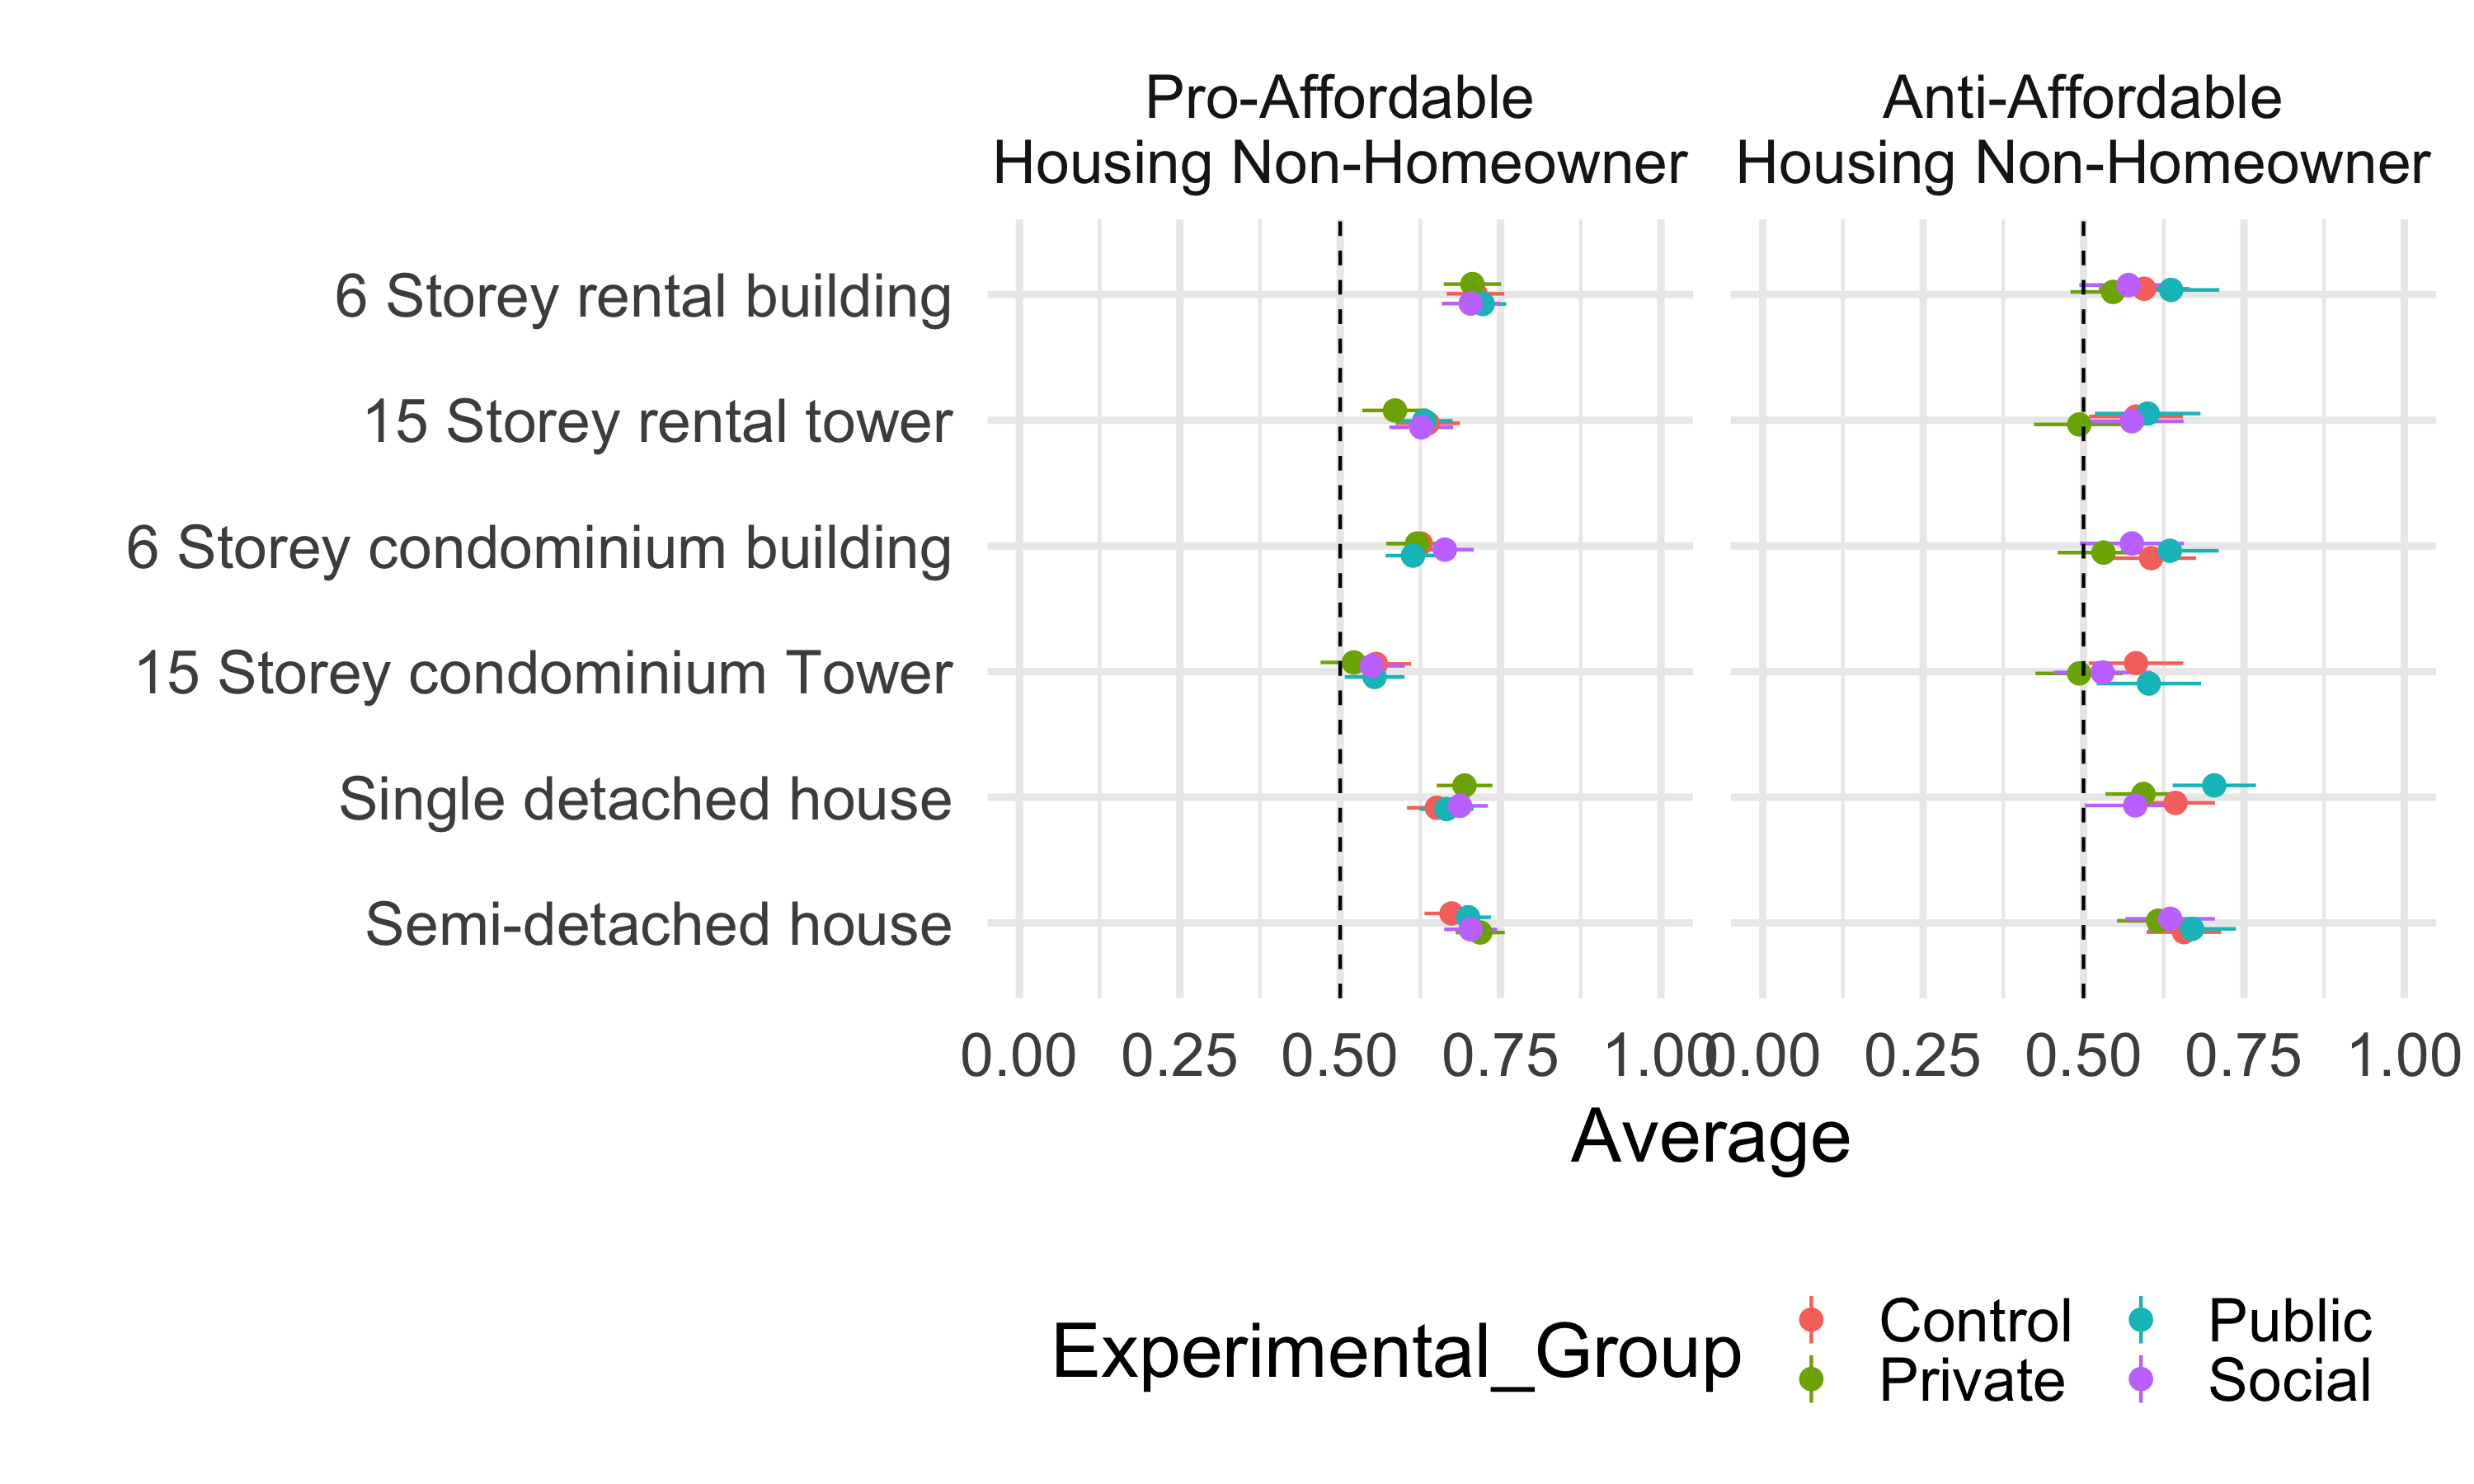 Pro-Affordable
Housing Non-Homeowner
Anti-Affordable
Housing Non-Homeowner
6 Storey rental building
15 Storey rental tower
6 Storey condominium building
15 Storey condominium Tower
Single detached house
Semi-detached house
0.00 0.25 0.50 0.75 1.00 0.00 0.25 0.50 0.75 1.00
Average
Experimental_Group
Control
Private
Public
Social